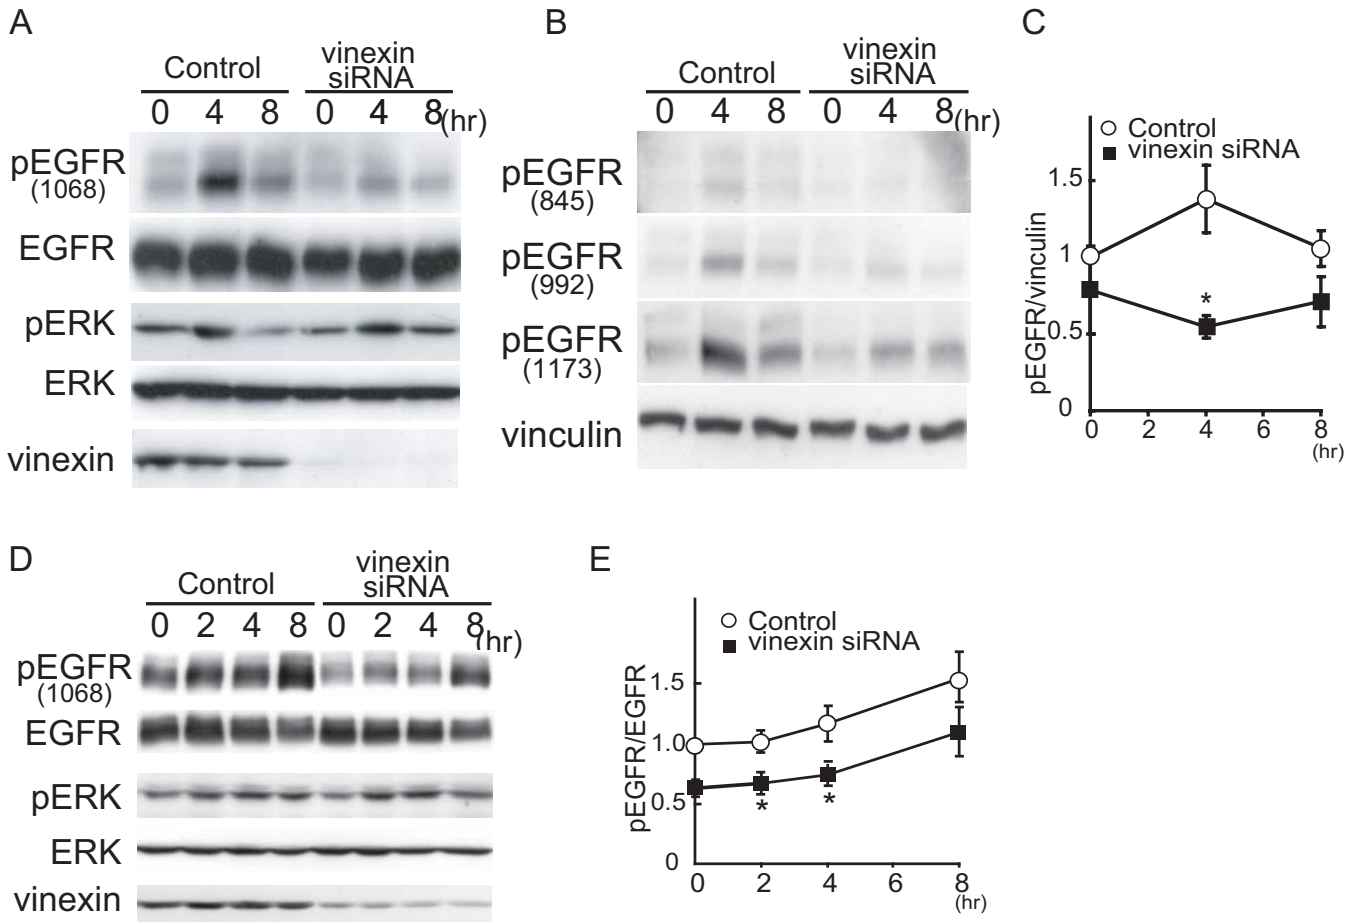 A
Control
vinexin
siRNA
0 4 8 0 4 8 (hr)
pEGFR
(1068)
EGFR
pERK
ERK
vinexin
B
Control
vinexin
siRNA
0 4 8 0 4 8 (hr)
pEGFR
(845)
pEGFR
(992)
pEGFR
(1173)
vinculin
C
Control
vinexin siRNA
pEGFR/vinculin
1.5
1
0.5
0
*
0 2 4 6 8
(hr)
D
Control
vinexin
siRNA
0 2 4 8 0 2 4 8 (hr)
pEGFR
(1068)
EGFR
pERK
ERK
vinexin
E
Control
vinexin siRNA
pEGFR/EGFR
1.5
1.0
0.5
0
* *
0 2 4 6 8
(hr)